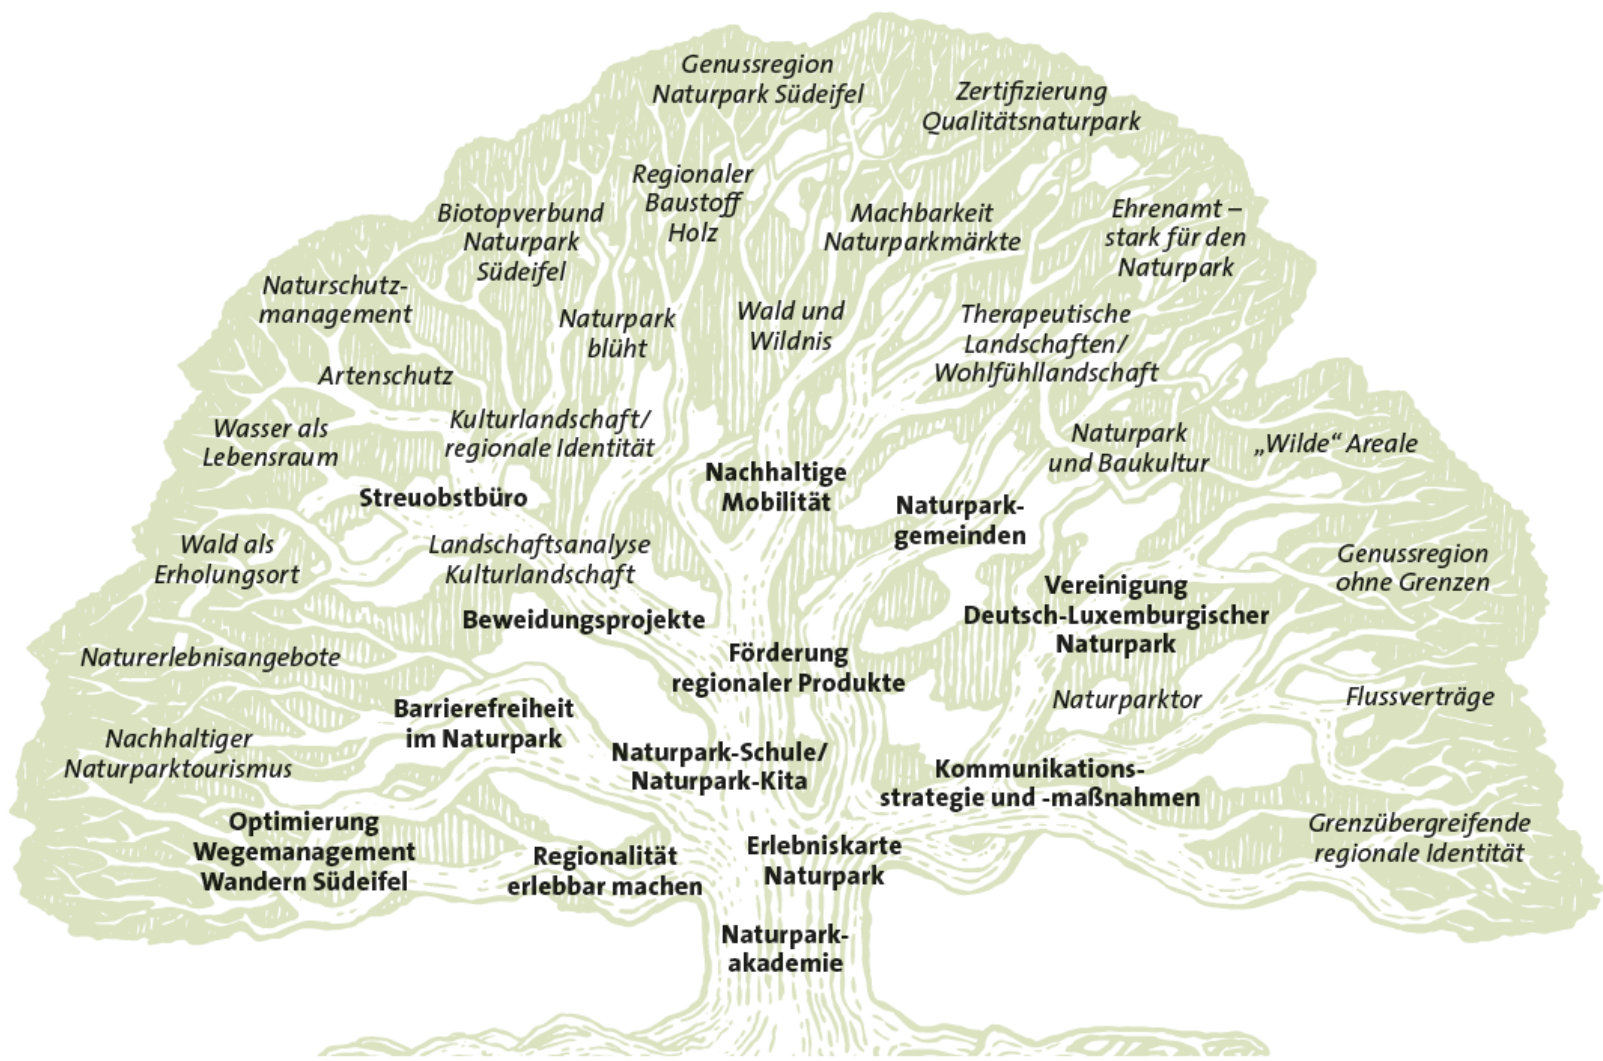 Genussregion
Naturpark Südeifel
Zertifizierung
Qualitätsnaturpark
Regionaler
Baustoff
Holz
Biotopverbund
Naturpark
Südeifel
Machbarkeit
Naturparkmärkte
Ehrenamt –
stark für den
Naturpark
Naturschutz-
management
Naturpark
blüht
Wald und
Wildnis
Therapeutische
Landschaften/
Wohlfühllandschaft
Artenschutz
Wasser als
Lebensraum
Kulturlandschaft/
regionale Identität
Naturpark
und Baukultur
„Wilde“ Areale
Streuobstbüro
Nachhaltige
Mobilität
Naturpark-
gemeinden
Wald als
Erholungsort
Landschaftsanalyse
Kulturlandschaft
Genussregion
ohne Grenzen
Beweidungsprojekte
Vereinigung
Deutsch-Luxemburgischer
Naturpark
Naturerlebnisangebote
Förderung
regionaler Produkte
Barrierefreiheit
im Naturpark
Naturparktor
Flussverträge
Nachhaltiger
Naturparktourismus
Naturpark-Schule/
Naturpark-Kita
Kommunikations-
strategie und -maßnahmen
Optimierung
Wegemanagement
Wandern Südeifel
Regionalität
erlebbar machen
Erlebniskarte
Naturpark
Grenzübergreifende
regionale Identität
Naturpark-
akademie